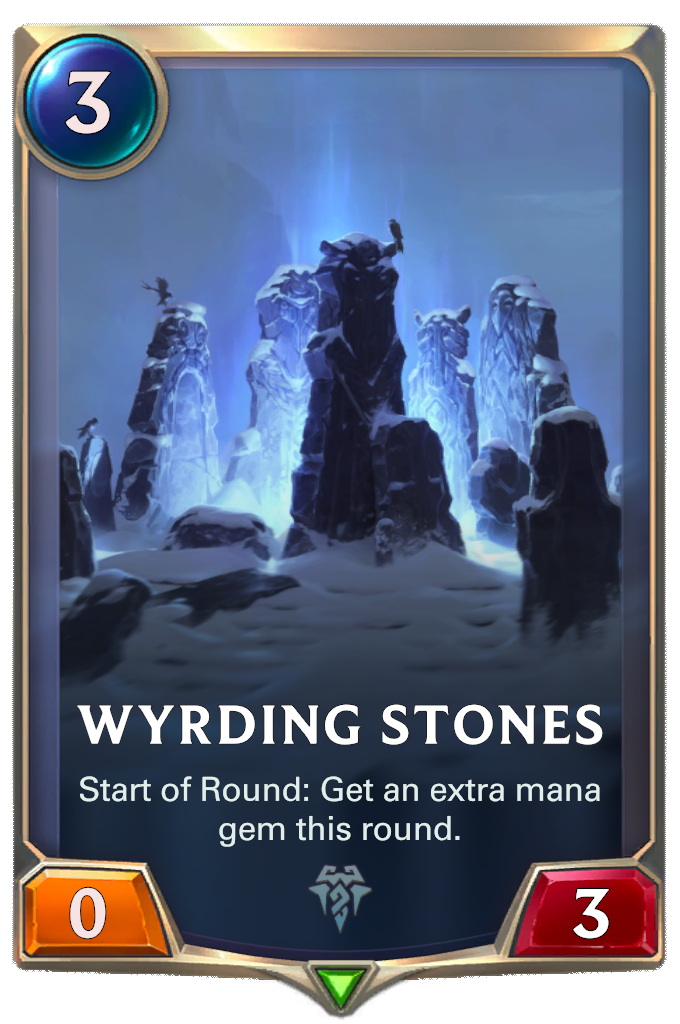 3
WYRDING STONES
Start of Round: Get an extra mana
gem this round.
0
3